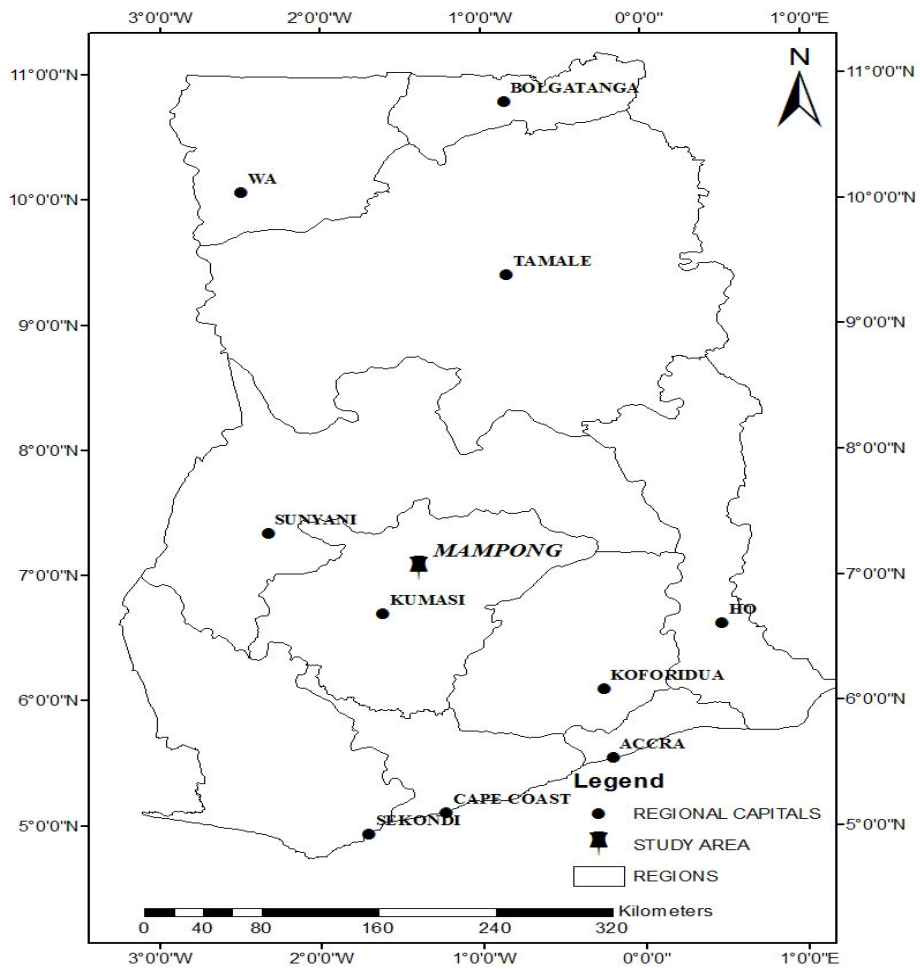 3°0'0"W 2°0'0"W 1°0'0"W 0°0'0" 1°0'0"E
N
11°0'0"N 11°0'0"N
BOLGATANGA
WA
10°0'0"N 10°0'0"N
TAMALE
9°0'0"N 9°0'0"N
8°0'0"N 8°0'0"N
SUNYANI
MAMPONG
7°0'0"N 7°0'0"N
KUMASI
HO
KOFORIDUA
6°0'0"N 6°0'0"N
ACCRA
Legend
CAPE COAST
REGIONAL CAPITALS
SEKONDI
5°0'0"N 5°0'0"N
STUDY AREA
REGIONS
Kilometers
0 40 80 160 240 320
3°0'0"W 2°0'0"W 1°0'0"W 0°0'0" 1°0'0"E